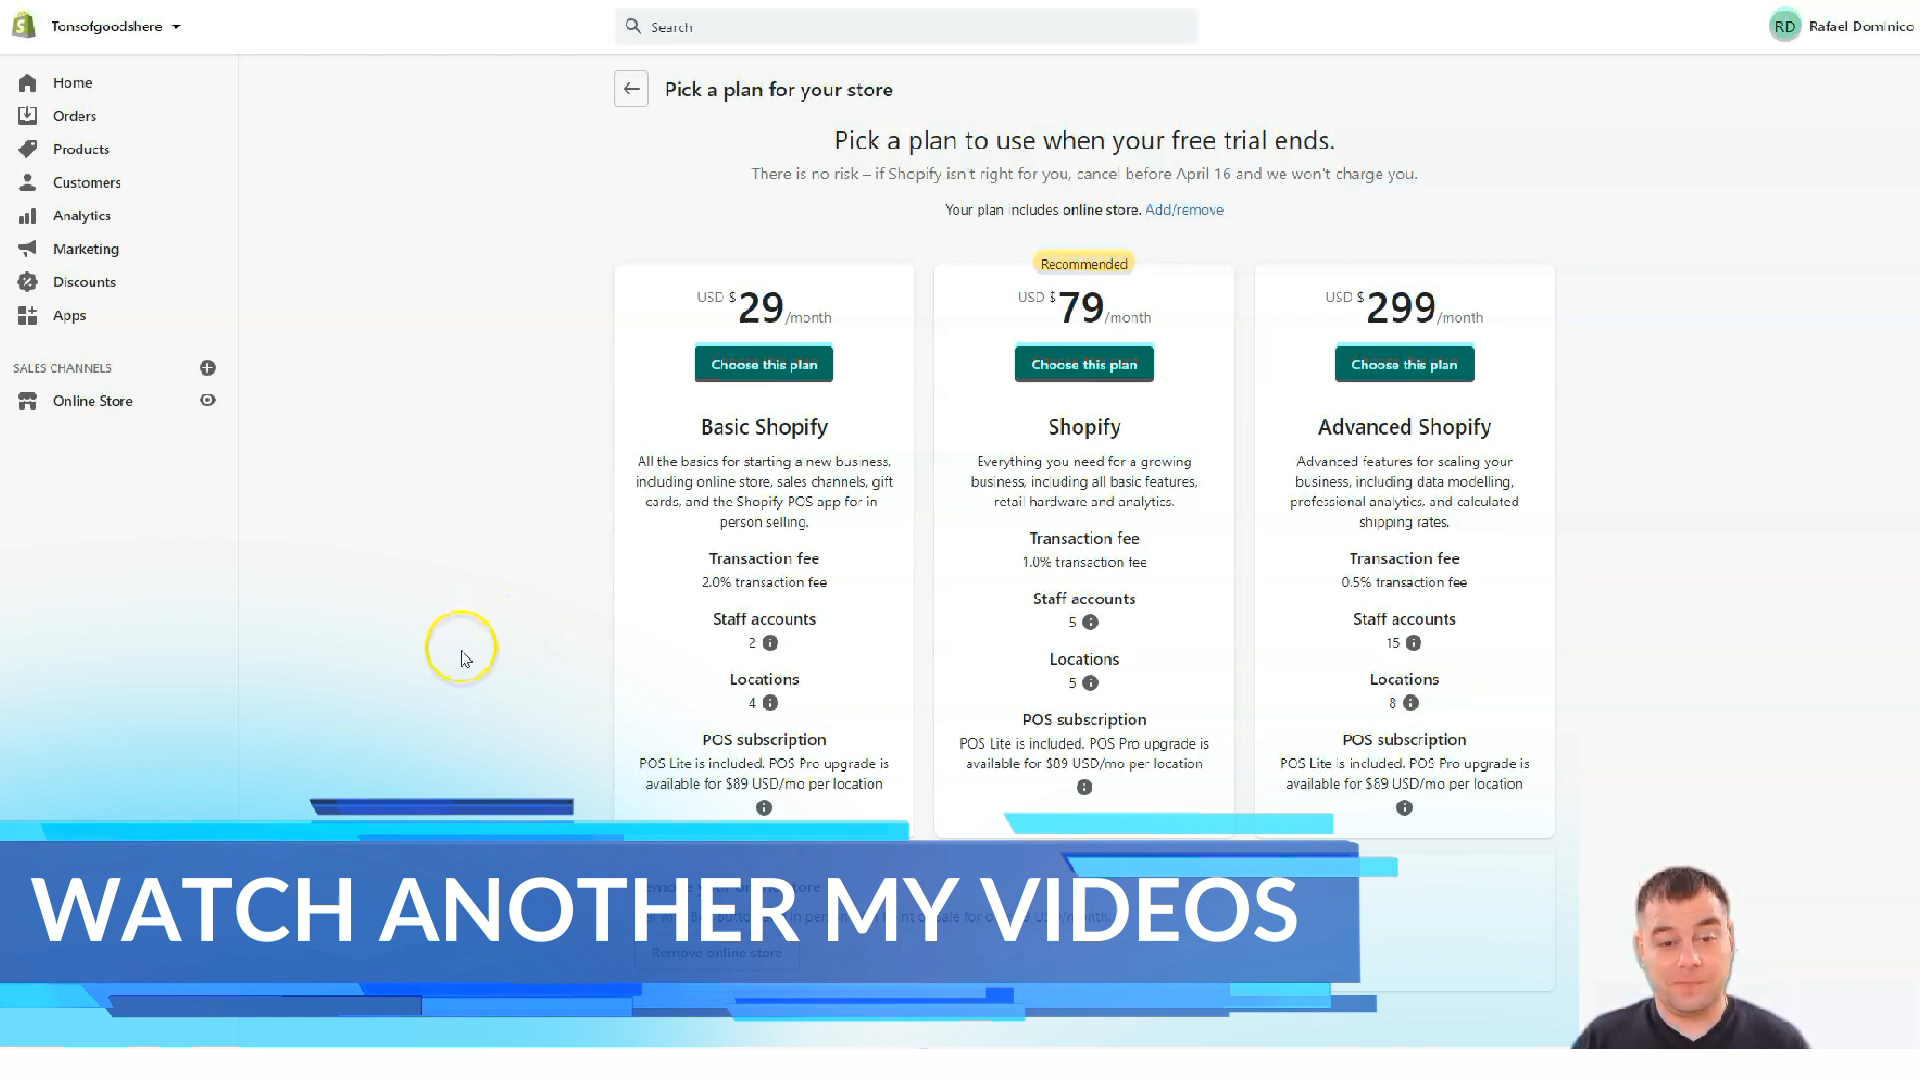 Tonsofgoodshere
Search
RD
Rafael Dominico
Home
Orders
Products
Customers
Analytics
Marketing
Discounts
Apps
SALES CHANNELS
Online Store
Pick a plan for your store
Pick a plan to use when your free trial ends.
There is no risk – if Shopify isn't right for you, cancel before April 16 and we won't charge you.
Your plan includes online store. Add/remove
USD $29/month
Choose this plan
Basic Shopify
All the basics for starting a new business,
including online store, sales channels, gift
cards, and the Shopify POS app for in
person selling.
Transaction fee
2.0% transaction fee
Staff accounts
2
Locations
4
POS subscription
POS Lite is included. POS Pro upgrade is
available for $89 USD/mo per location
Recommended
USD $79/month
Choose this plan
Shopify
Everything you need for a growing
business, including all basic features,
retail hardware and analytics.
Transaction fee
1.0% transaction fee
Staff accounts
5
Locations
5
POS subscription
POS Lite is included. POS Pro upgrade is
available for $89 USD/mo per location
USD $299/month
Choose this plan
Advanced Shopify
Advanced features for scaling your
business, including data modelling,
professional analytics, and calculated
shipping rates.
Transaction fee
0.5% transaction fee
Staff accounts
15
Locations
8
POS subscription
POS Lite is included. POS Pro upgrade is
available for $89 USD/mo per location
WATCH ANOTHER MY VIDEOS
Remove online store